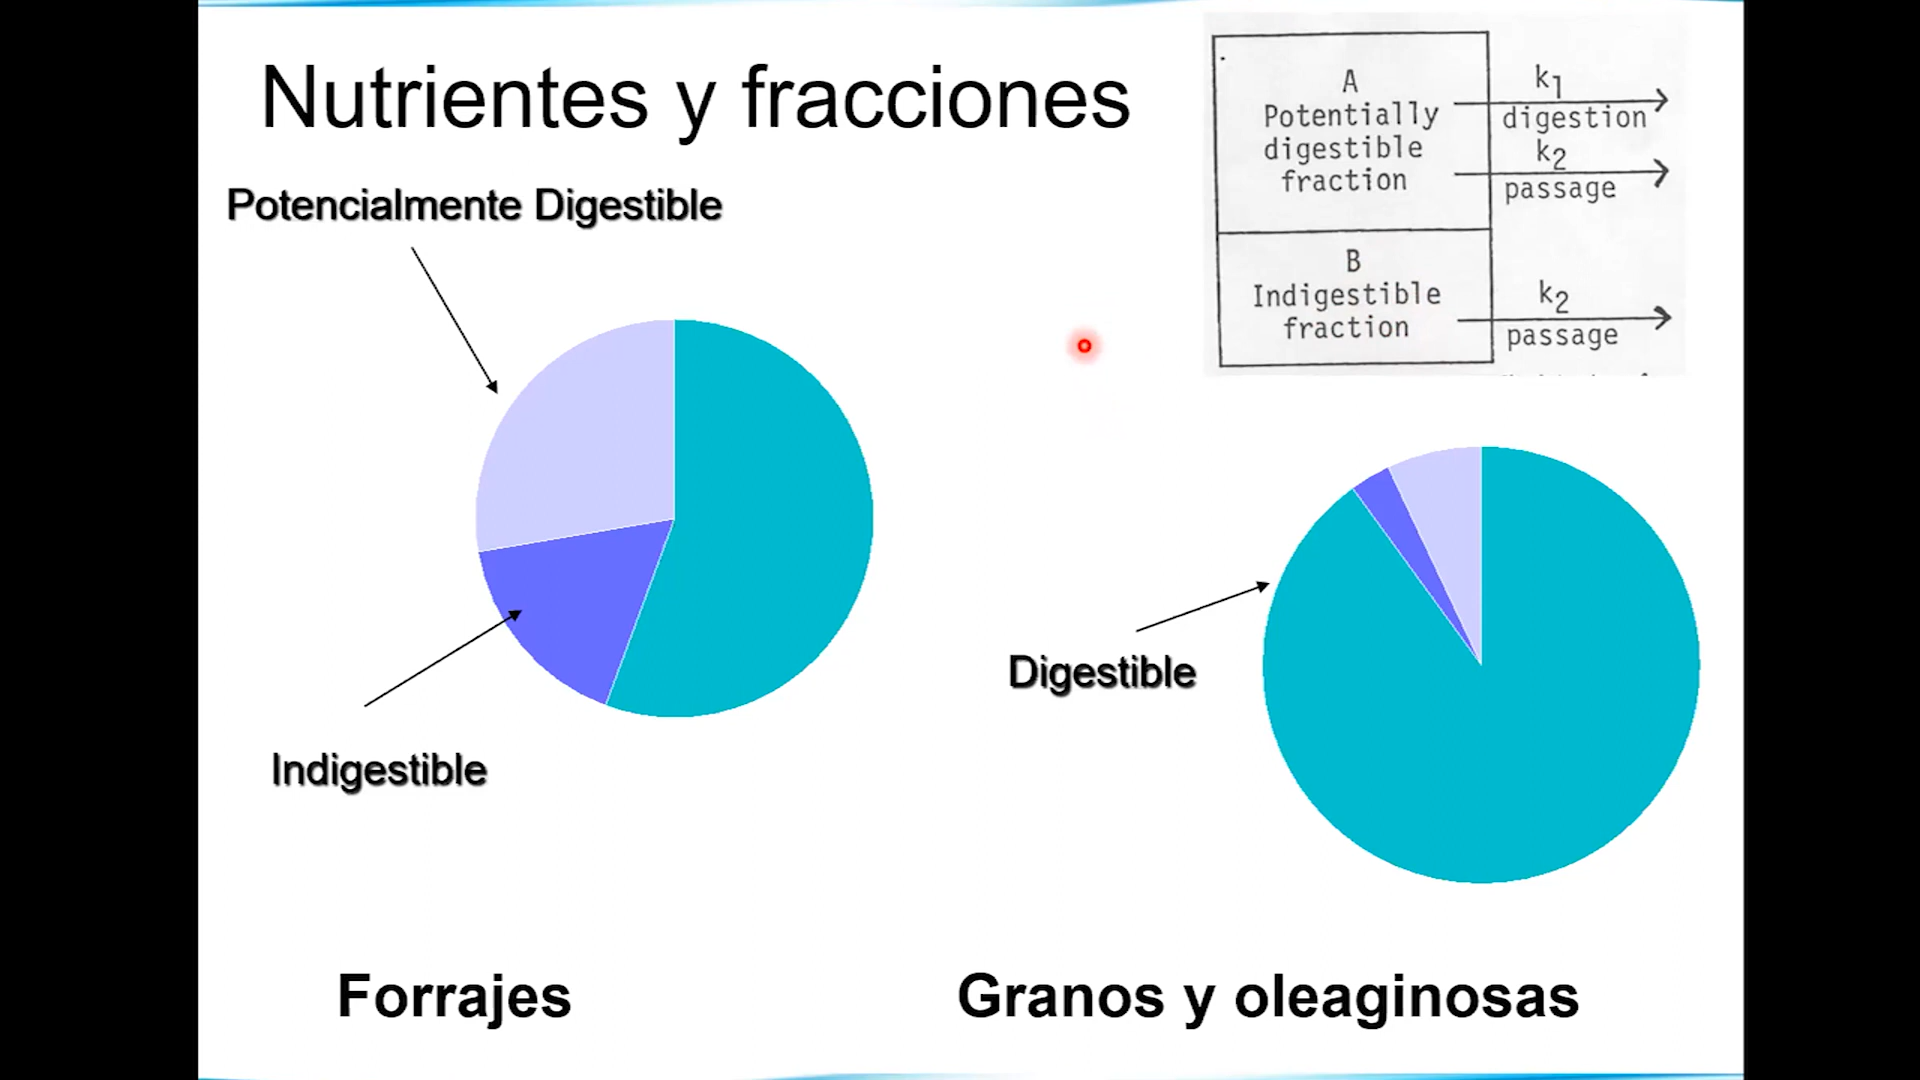 Nutrientes y fracciones
Potencialmente Digestible
Indigestible
Forrajes
A
Potentially
digestible
fraction
k1
digestion
k2
passage
B
Indigestible
fraction
k2
passage
Digestible
Granos y oleaginosas